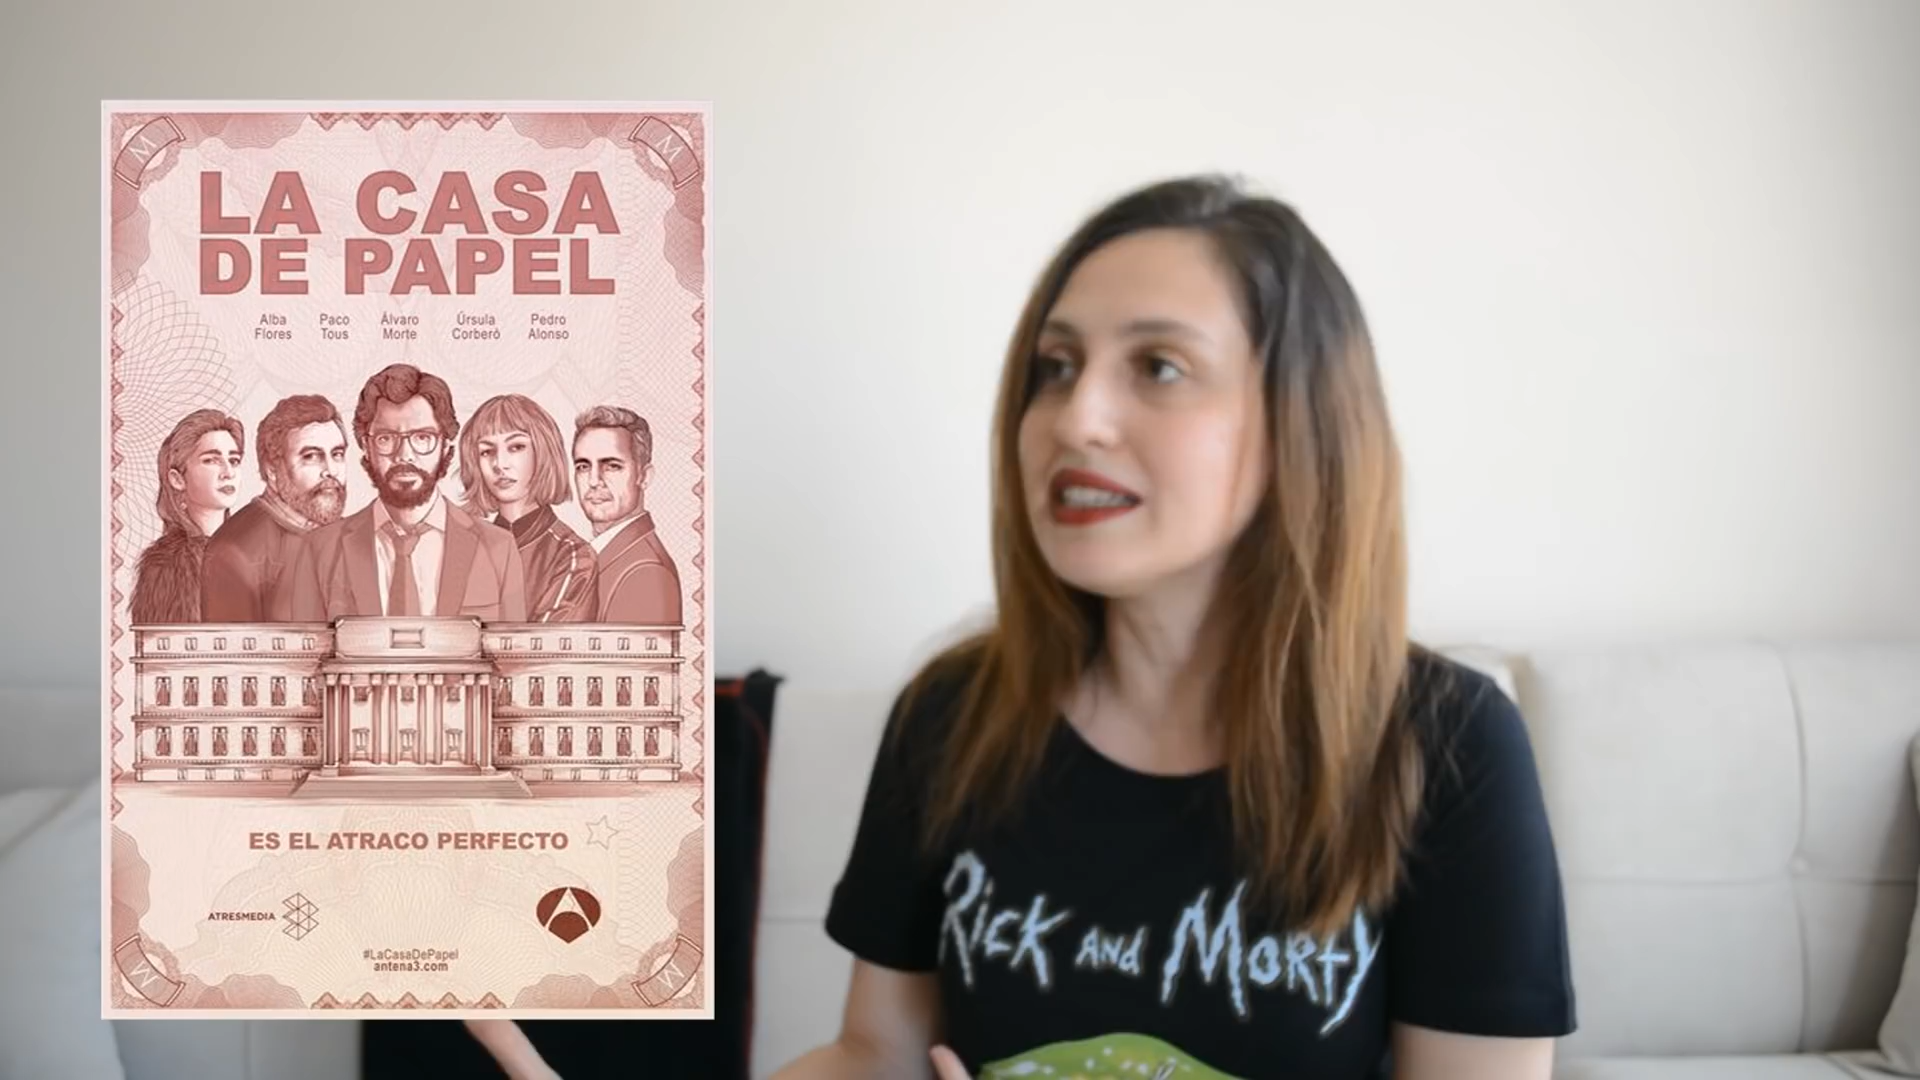 M
M
LA CASA
DE PAPEL
Alba Paco Álvaro Úrsula Pedro
Flores Tous Morte Corberó Alonso
ES EL ATRACO PERFECTO
ATRESMEDIA
#LaCasaDePapel
antena3.com
M
M
Rick AND Morty